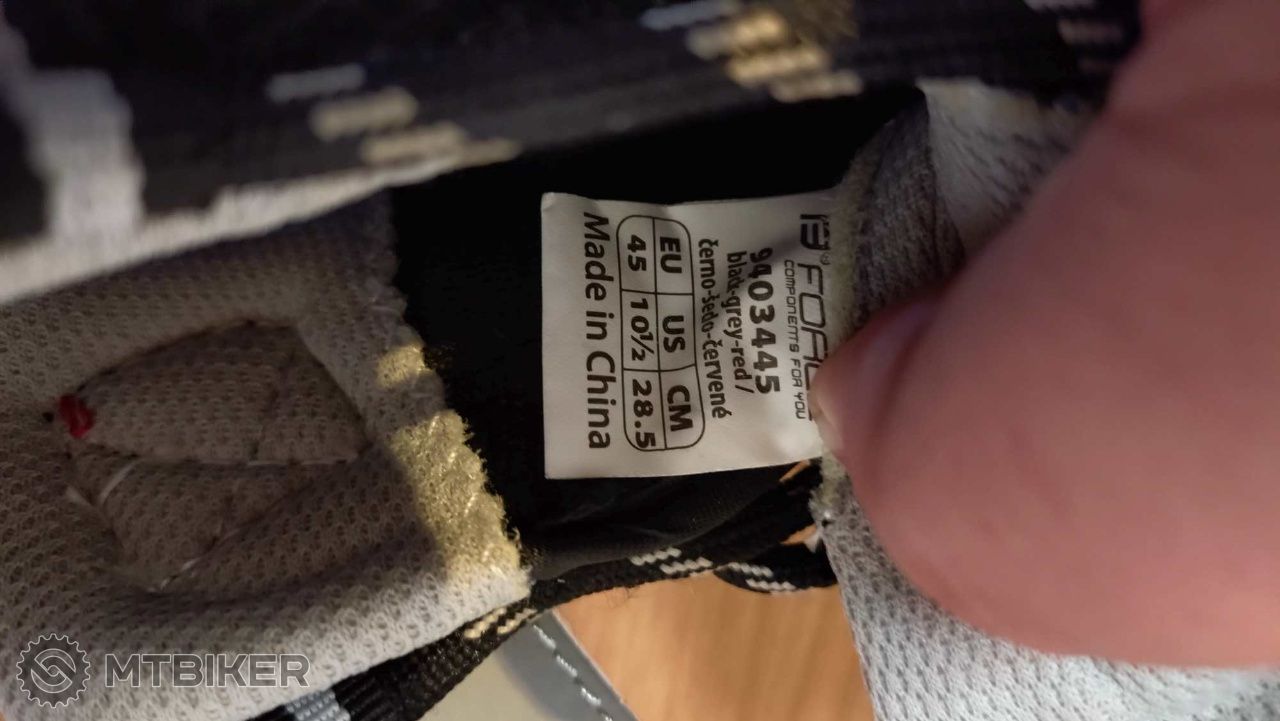 FORCE
COMPONENTS FOR YOU
9403445
black-grey-red /
černo-šedo-červené
EU US CM
45 10½ 28.5
Made in China
MTBIKER